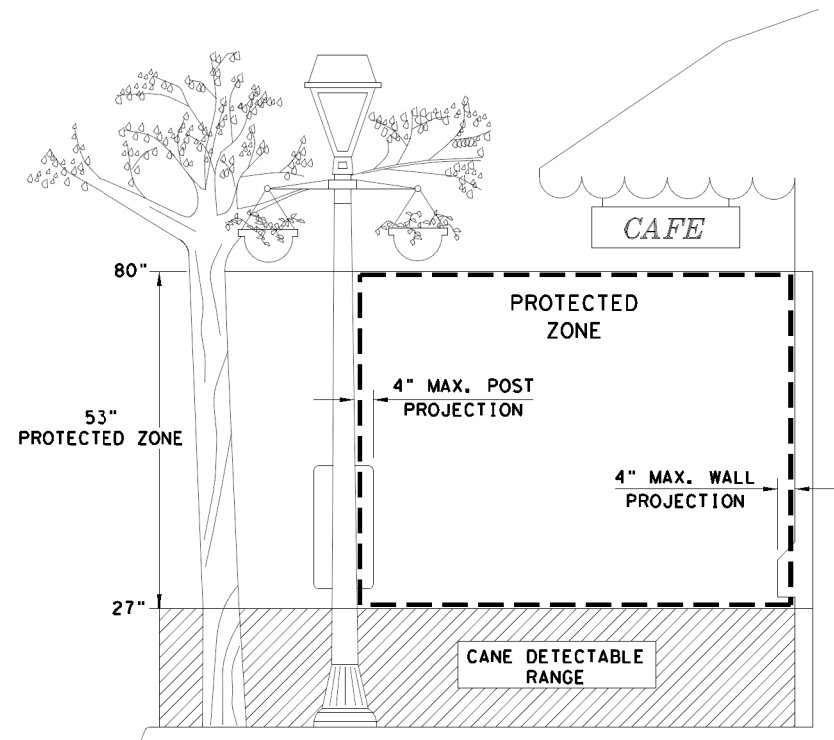 CAFE
80"
PROTECTED
ZONE
4" MAX. POST
PROJECTION
53"
PROTECTED ZONE
4" MAX. WALL
PROJECTION
27"
CANE DETECTABLE
RANGE